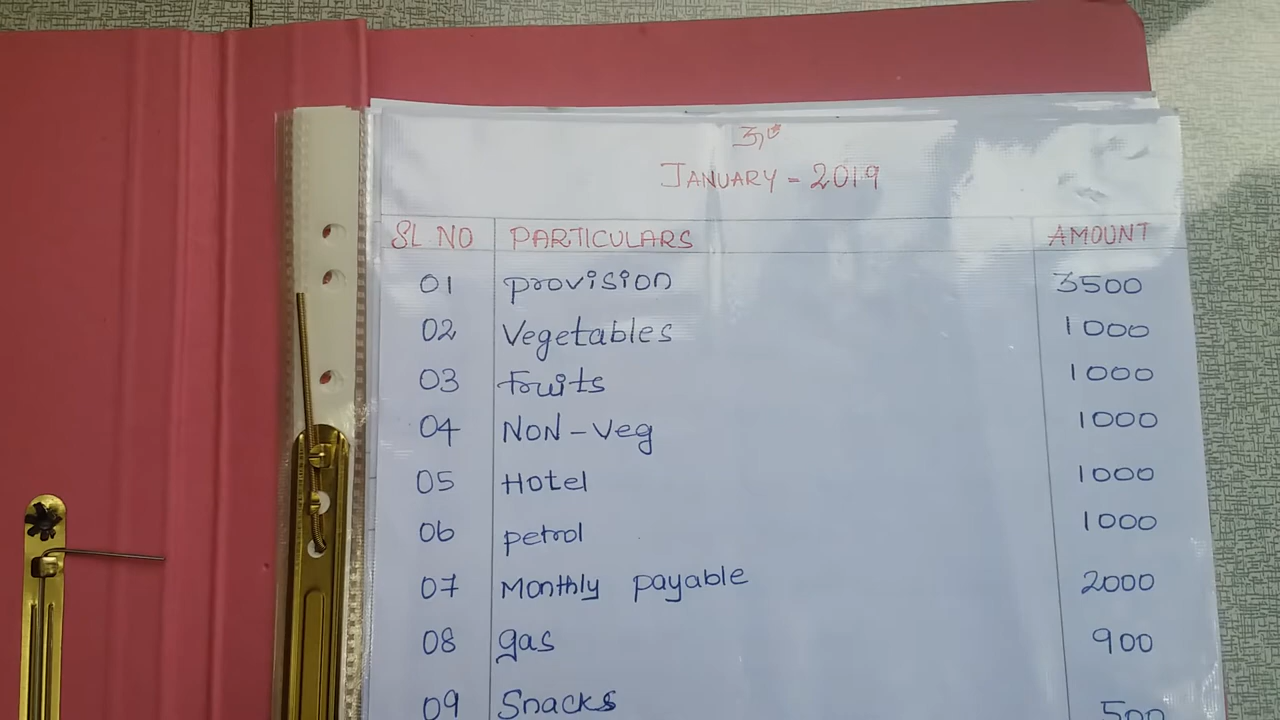 JANUARY - 2019
SL NO PARTICULARS AMOUNT
01 provision 3500
02 Vegetables 1000
03 Fruits 1000
04 NON-Veg 1000
05 Hotel 1000
06 petrol 1000
07 Monthly payable 2000
08 gas 900
09 Snacks 500